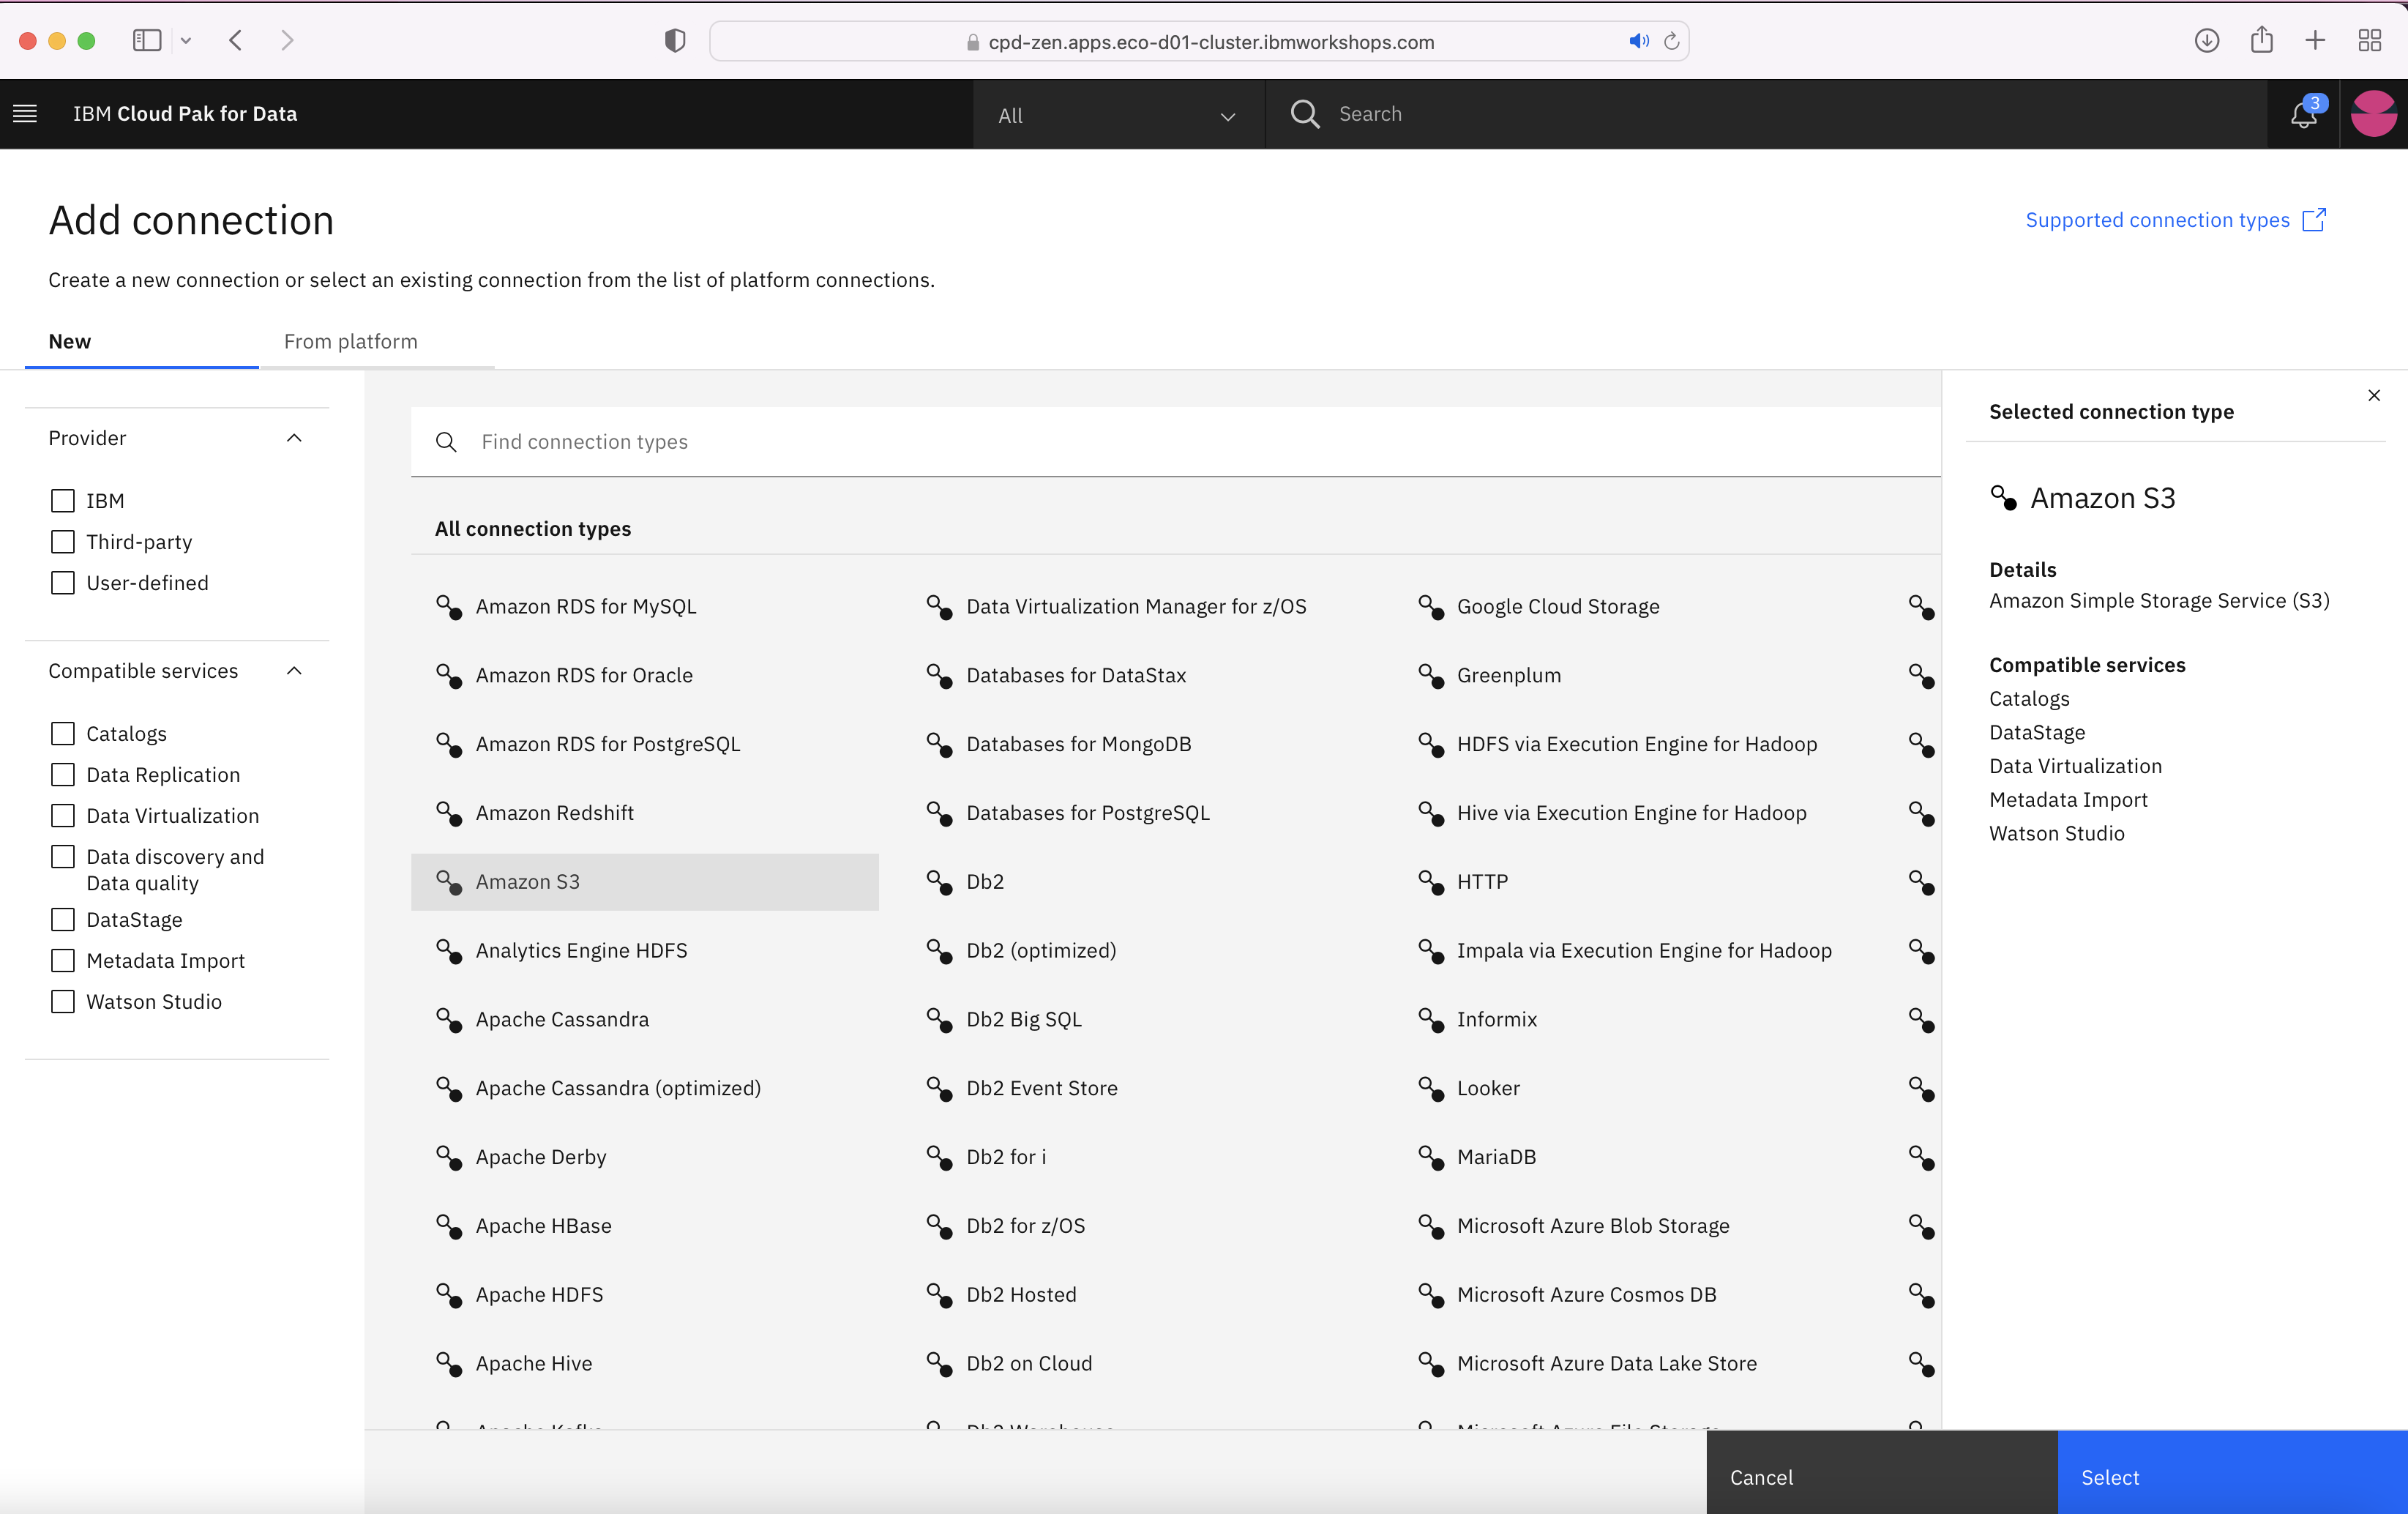 cpd-zen.apps.eco-d01-cluster.ibmworkshops.com
IBM Cloud Pak for Data
All
Search
3
Add connection
Supported connection types
Create a new connection or select an existing connection from the list of platform connections.
New
From platform
Provider
IBM
Third-party
User-defined
Compatible services
Catalogs
Data Replication
Data Virtualization
Data discovery and
Data quality
DataStage
Metadata Import
Watson Studio
Find connection types
All connection types
Amazon RDS for MySQL
Amazon RDS for Oracle
Amazon RDS for PostgreSQL
Amazon Redshift
Amazon S3
Analytics Engine HDFS
Apache Cassandra
Apache Cassandra (optimized)
Apache Derby
Apache HBase
Apache HDFS
Apache Hive
Apache Kafka
Data Virtualization Manager for z/OS
Databases for DataStax
Databases for MongoDB
Databases for PostgreSQL
Db2
Db2 (optimized)
Db2 Big SQL
Db2 Event Store
Db2 for i
Db2 for z/OS
Db2 Hosted
Db2 on Cloud
Db2 Warehouse
Google Cloud Storage
Greenplum
HDFS via Execution Engine for Hadoop
Hive via Execution Engine for Hadoop
HTTP
Impala via Execution Engine for Hadoop
Informix
Looker
MariaDB
Microsoft Azure Blob Storage
Microsoft Azure Cosmos DB
Microsoft Azure Data Lake Store
Microsoft Azure File Storage
Selected connection type
Amazon S3
Details
Amazon Simple Storage Service (S3)
Compatible services
Catalogs
DataStage
Data Virtualization
Metadata Import
Watson Studio
Cancel
Select